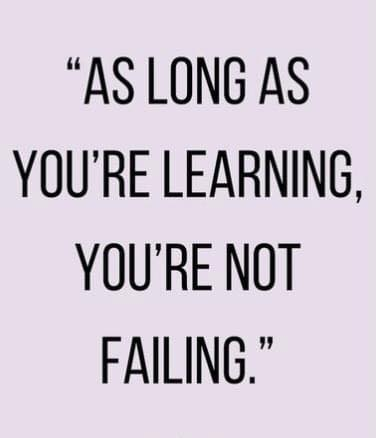 “AS LONG AS
YOU’RE LEARNING,
YOU’RE NOT
FAILING.”